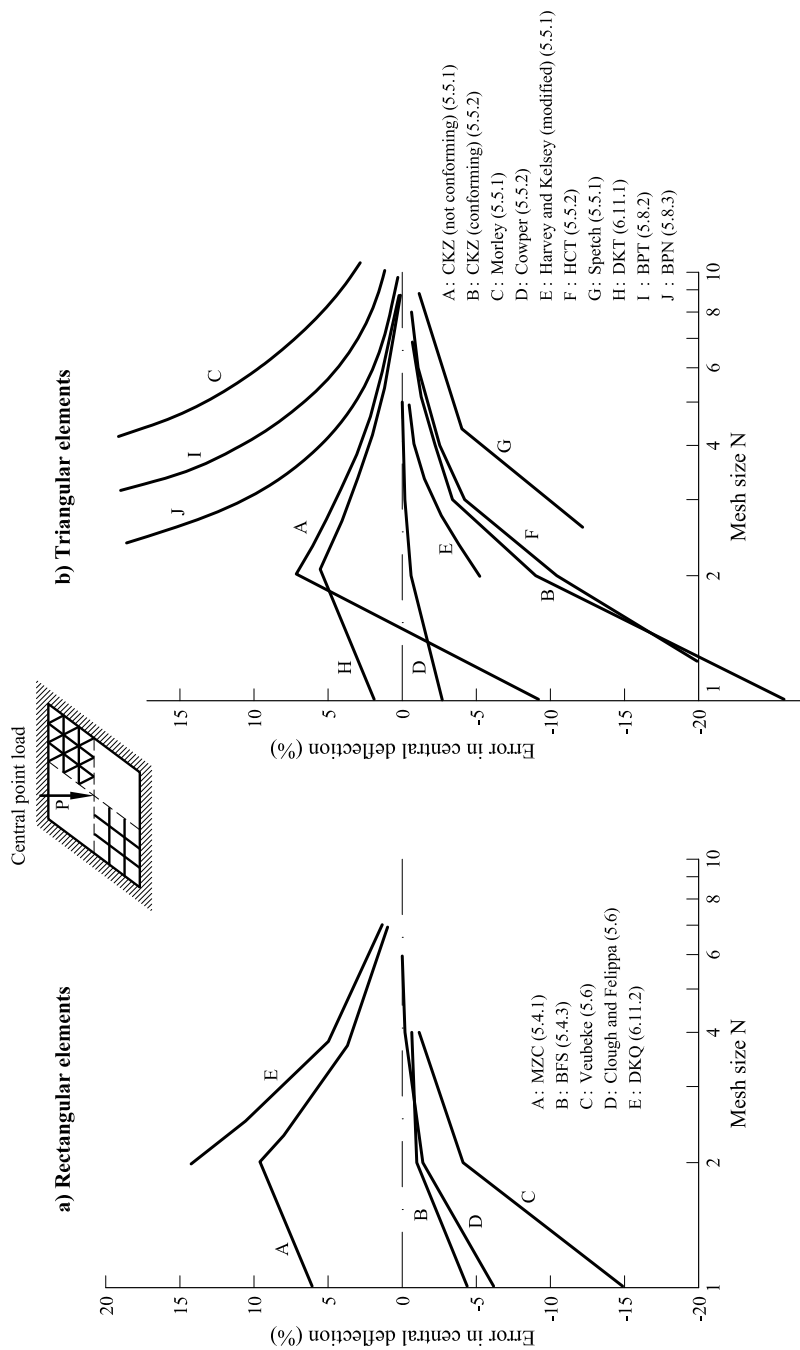 Central point load
P
a) Rectangular elements
Error in central deflection (%)
20
15
10
5
0
-5
-10
-15
-20
1
2
4
6
8
10
Mesh size N
A
E
B
D
C
A: MZC (5.4.1)
B: BFS (5.4.3)
C: Veubeke (5.6)
D: Clough and Felippa (5.6)
E: DKQ (6.11.2)
b) Triangular elements
Error in central deflection (%)
15
10
5
0
-5
-10
-15
-20
1
2
4
6
8
10
Mesh size N
C
I
J
A
H
D
E
B
F
G
A: CKZ (not conforming) (5.5.1)
B: CKZ (conforming) (5.5.2)
C: Morley (5.5.1)
D: Cowper (5.5.2)
E: Harvey and Kelsey (modified) (5.5.1)
F: HCT (5.5.2)
G: Spetch (5.5.1)
H: DKT (6.11.1)
I : BPT (5.8.2)
J : BPN (5.8.3)